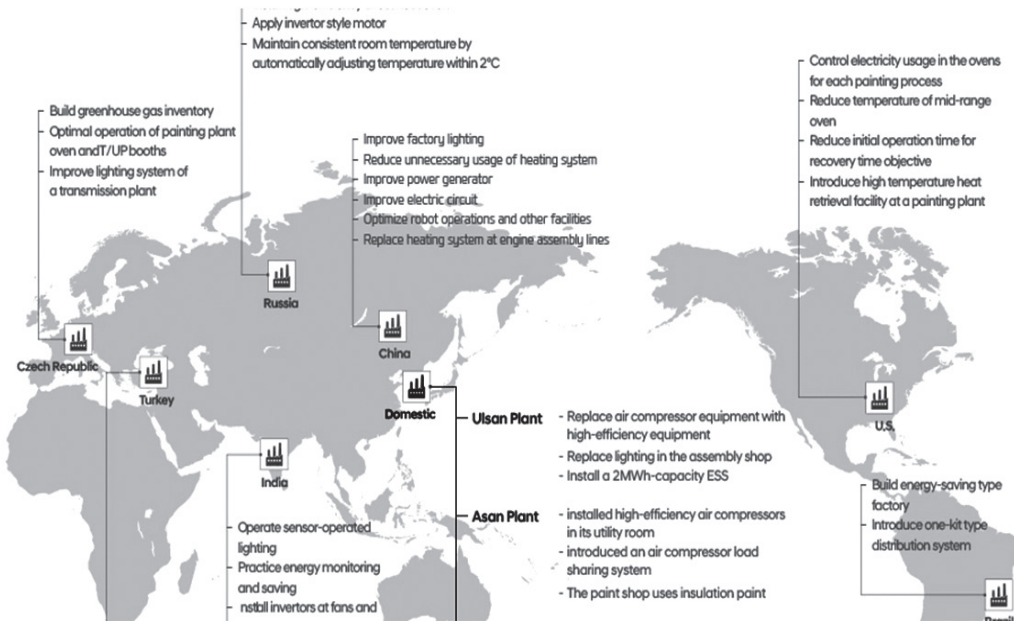 Apply invertor style motor
Maintain consistent room temperature by
automatically adjusting temperature within 2°C
Control electricity usage in the ovens
for each painting process
Reduce temperature of mid-range
oven
Reduce initial operation time for
recovery time objective
Introduce high temperature heat
retrieval facility at a painting plant
Build greenhouse gas inventory
Optimal operation of painting plant
oven andT/UP booths
Improve lighting system of
a transmission plant
Improve factory lighting
Reduce unnecessary usage of heating system
Improve power generator
Improve electric circuit
Optimize robot operations and other facilities
Replace heating system at engine assembly lines
Russia
China
Czech Republic
Turkey
Domestic
U.S.
India
Ulsan Plant
- Replace air compressor equipment with
high-efficiency equipment
- Replace lighting in the assembly shop
- Install a 2MWh-capacity ESS
Asan Plant
- installed high-efficiency air compressors
in its utility room
- introduced an air compressor load
sharing system
- The paint shop uses insulation paint
Operate sensor-operated
lighting
Practice energy monitoring
and saving
nstall invertors at fans and
Build energy-saving type
factory
Introduce one-kit type
distribution system
Brazil